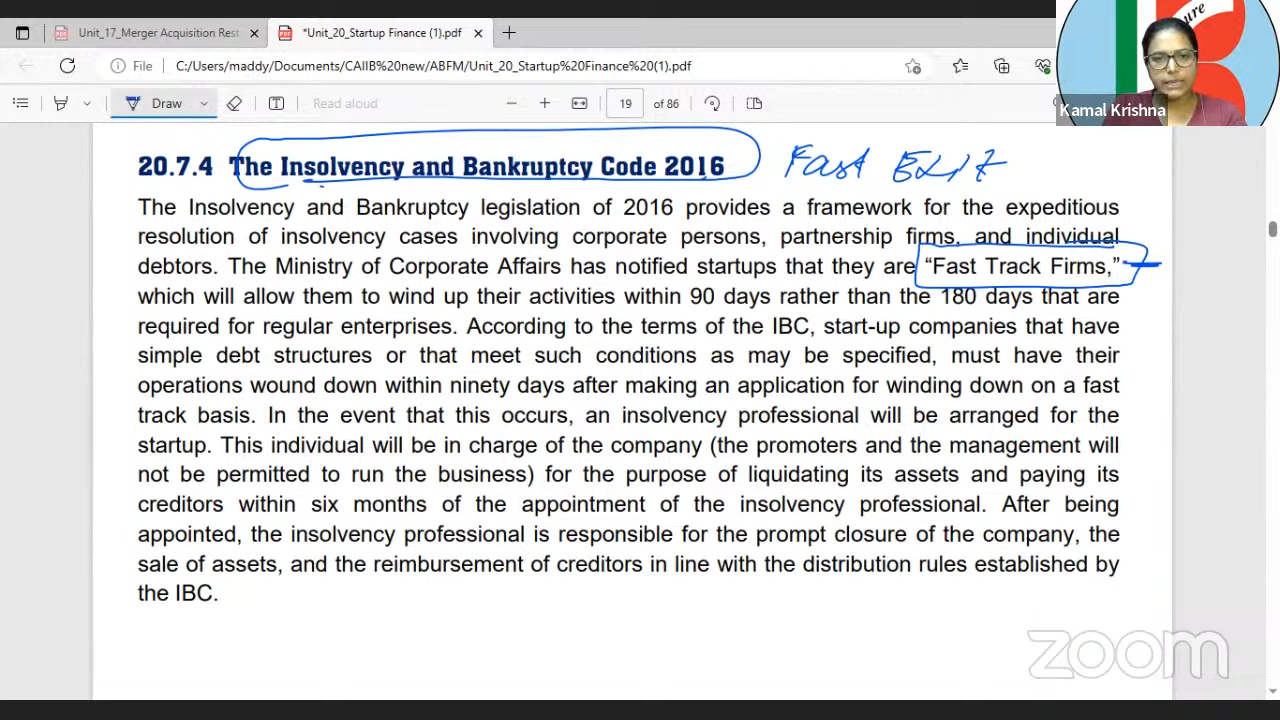 Unit_17_Merger Acquisition Rest
*Unit_20_Startup Finance (1).pdf
File
C:/Users/maddy/Documents/CAIIB%20new/ABFM/Unit_20_Startup%20Finance%20(1).pdf
Draw
Read aloud
19 of 86
ure
Kamal Krishna
20.7.4 The Insolvency and Bankruptcy Code 2016
Fast Exit
The Insolvency and Bankruptcy legislation of 2016 provides a framework for the expeditious
resolution of insolvency cases involving corporate persons, partnership firms, and individual
debtors. The Ministry of Corporate Affairs has notified startups that they are “Fast Track Firms,”
which will allow them to wind up their activities within 90 days rather than the 180 days that are
required for regular enterprises. According to the terms of the IBC, start-up companies that have
simple debt structures or that meet such conditions as may be specified, must have their
operations wound down within ninety days after making an application for winding down on a fast
track basis. In the event that this occurs, an insolvency professional will be arranged for the
startup. This individual will be in charge of the company (the promoters and the management will
not be permitted to run the business) for the purpose of liquidating its assets and paying its
creditors within six months of the appointment of the insolvency professional. After being
appointed, the insolvency professional is responsible for the prompt closure of the company, the
sale of assets, and the reimbursement of creditors in line with the distribution rules established by
the IBC.
zoom